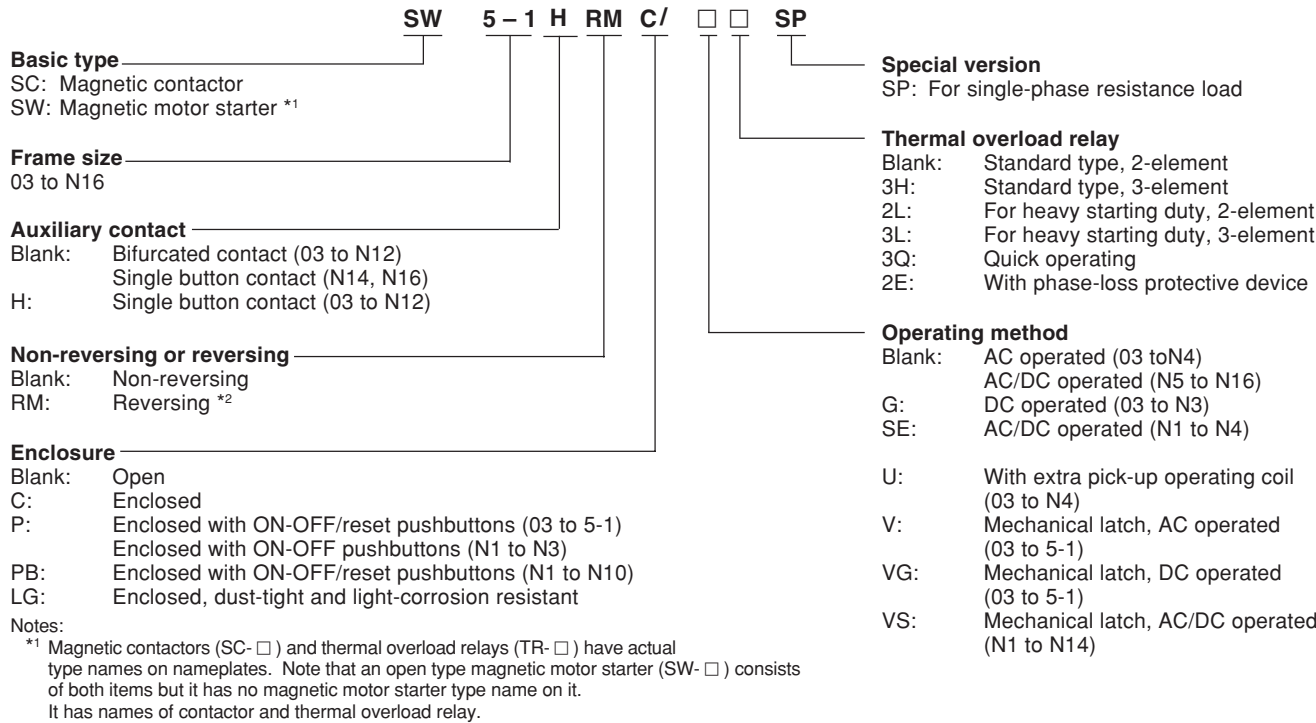 SW 5 – 1 H RM C/ □ □ SP
Basic type
SC: Magnetic contactor
SW: Magnetic motor starter *1
Frame size
03 to N16
Auxiliary contact
Blank: Bifurcated contact (03 to N12)
Single button contact (N14, N16)
H: Single button contact (03 to N12)
Non-reversing or reversing
Blank: Non-reversing
RM: Reversing *2
Enclosure
Blank: Open
C: Enclosed
P: Enclosed with ON-OFF/reset pushbuttons (03 to 5-1)
Enclosed with ON-OFF pushbuttons (N1 to N3)
PB: Enclosed with ON-OFF/reset pushbuttons (N1 to N10)
LG: Enclosed, dust-tight and light-corrosion resistant
Notes:
*1 Magnetic contactors (SC- □ ) and thermal overload relays (TR- □ ) have actual
type names on nameplates. Note that an open type magnetic motor starter (SW- □ ) consists
of both items but it has no magnetic motor starter type name on it.
It has names of contactor and thermal overload relay.
Special version
SP: For single-phase resistance load
Thermal overload relay
Blank: Standard type, 2-element
3H: Standard type, 3-element
2L: For heavy starting duty, 2-element
3L: For heavy starting duty, 3-element
3Q: Quick operating
2E: With phase-loss protective device
Operating method
Blank: AC operated (03 toN4)
AC/DC operated (N5 to N16)
G: DC operated (03 to N3)
SE: AC/DC operated (N1 to N4)
U: With extra pick-up operating coil
(03 to N4)
V: Mechanical latch, AC operated
(03 to 5-1)
VG: Mechanical latch, DC operated
(03 to 5-1)
VS: Mechanical latch, AC/DC operated
(N1 to N14)